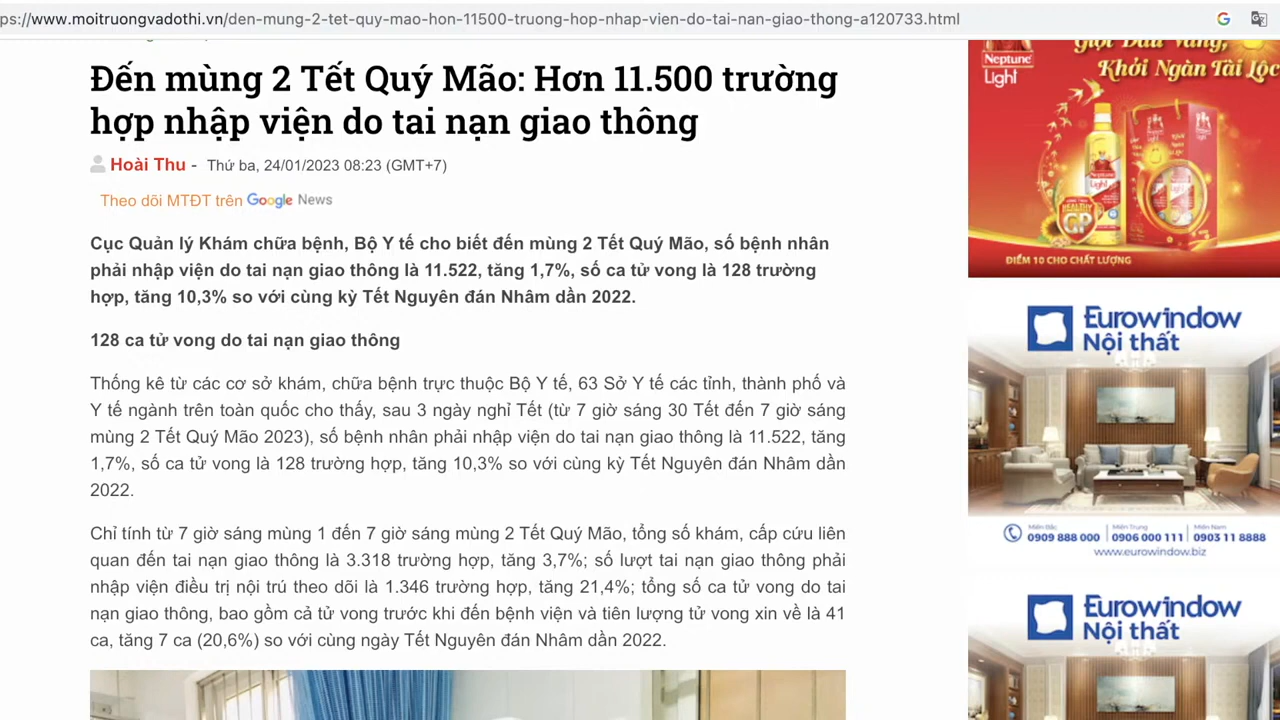 ps://www.moitruongvadothi.vn/den-mung-2-tet-quy-mao-hon-11500-truong-hop-nhap-vien-do-tai-nan-giao-thong-a120733.html
Đến mùng 2 Tết Quý Mão: Hơn 11.500 trường
hợp nhập viện do tai nạn giao thông
Hoài Thu - Thứ ba, 24/01/2023 08:23 (GMT+7)
Theo dõi MTĐT trên Google News
Cục Quản lý Khám chữa bệnh, Bộ Y tế cho biết đến mùng 2 Tết Quý Mão, số bệnh nhân
phải nhập viện do tai nạn giao thông là 11.522, tăng 1,7%, số ca tử vong là 128 trường
hợp, tăng 10,3% so với cùng kỳ Tết Nguyên đán Nhâm dần 2022.
128 ca tử vong do tai nạn giao thông
Thống kê từ các cơ sở khám, chữa bệnh trực thuộc Bộ Y tế, 63 Sở Y tế các tỉnh, thành phố và
Y tế ngành trên toàn quốc cho thấy, sau 3 ngày nghỉ Tết (từ 7 giờ sáng 30 Tết đến 7 giờ sáng
mùng 2 Tết Quý Mão 2023), số bệnh nhân phải nhập viện do tai nạn giao thông là 11.522, tăng
1,7%, số ca tử vong là 128 trường hợp, tăng 10,3% so với cùng kỳ Tết Nguyên đán Nhâm dần
2022.
Chỉ tính từ 7 giờ sáng mùng 1 đến 7 giờ sáng mùng 2 Tết Quý Mão, tổng số khám, cấp cứu liên
quan đến tai nạn giao thông là 3.318 trường hợp, tăng 3,7%; số lượt tai nạn giao thông phải
nhập viện điều trị nội trú theo dõi là 1.346 trường hợp, tăng 21,4%; tổng số ca tử vong do tai
nạn giao thông, bao gồm cả tử vong trước khi đến bệnh viện và tiên lượng tử vong xin về là 41
ca, tăng 7 ca (20,6%) so với cùng ngày Tết Nguyên đán Nhâm dần 2022.
Giọt Dầu Vàng,
Khởi Ngàn Tài Lộc
Neptune
Light
Neptune
Light
HEALTHY
GP
ĐIỂM 10 CHO CHẤT LƯỢNG
Eurowindow
Nội thất
Miền Bắc Miền Trung Miền Nam
0909 888 000 | 0906 000 111 | 0903 11 8888
www.eurowindow.biz
Eurowindow
Nội thất